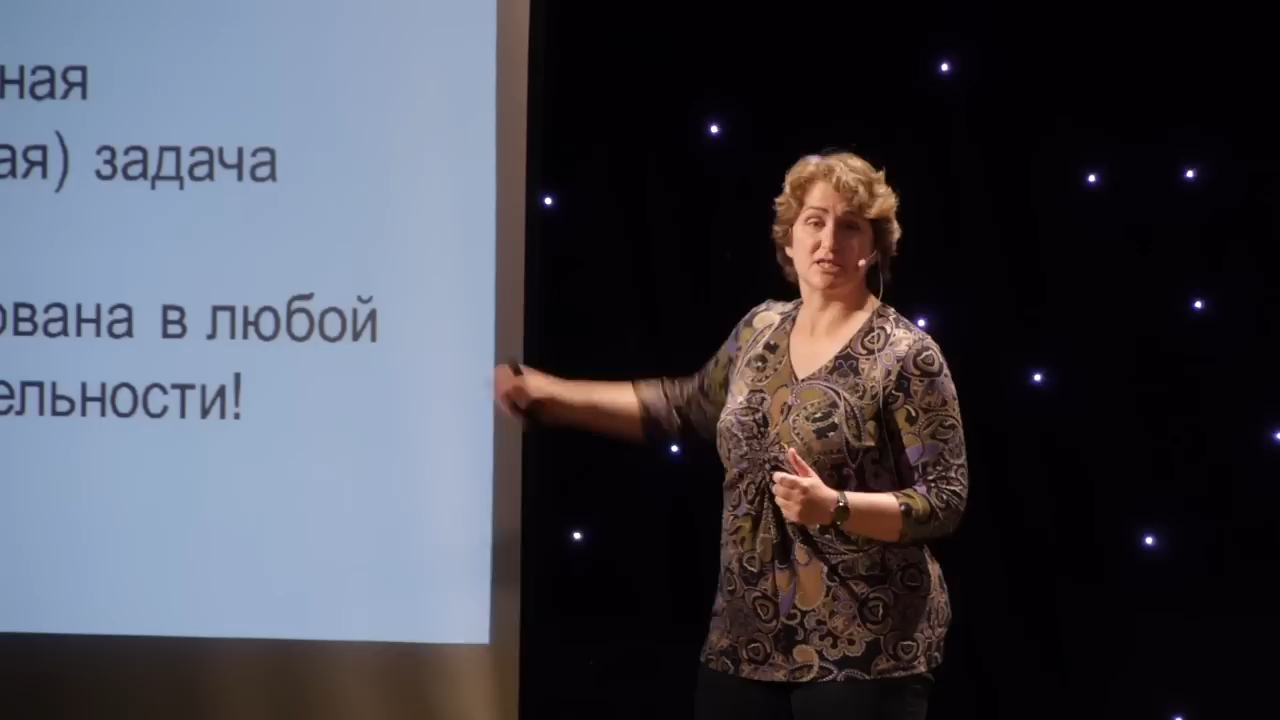 ная
ая) задача
ована в любой
ельности!